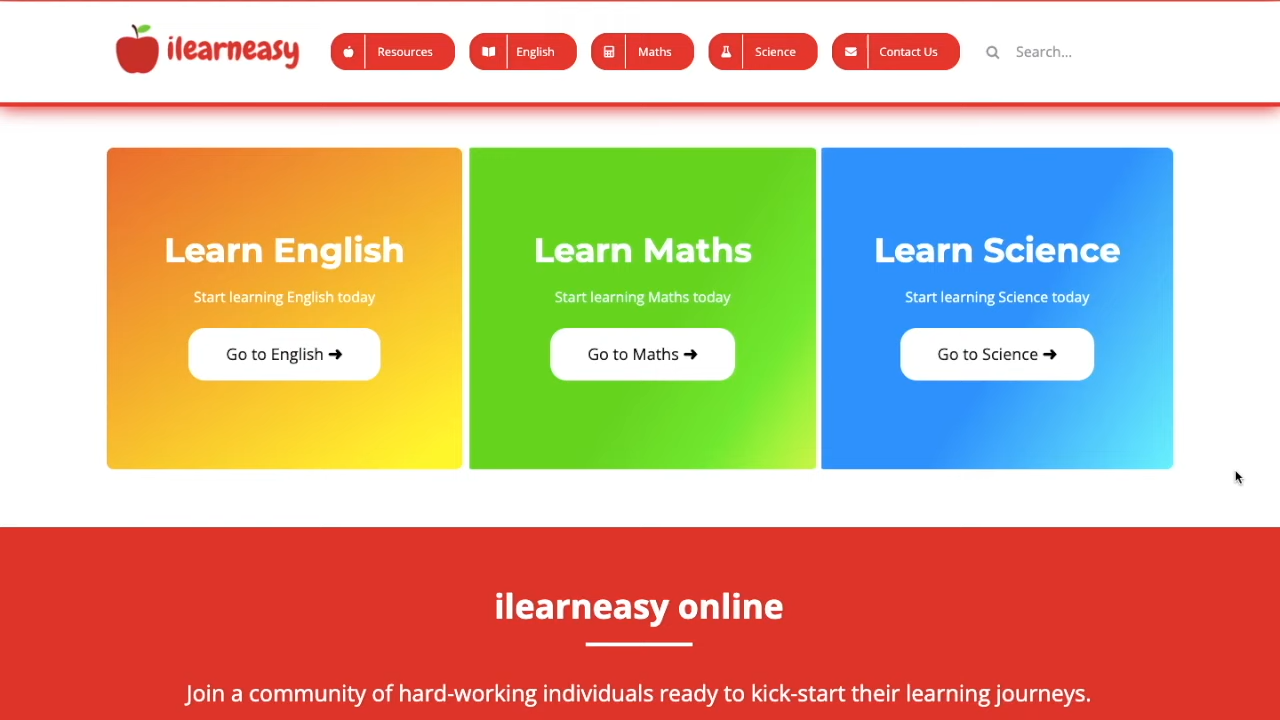 ilearneasy
Resources
English
Maths
Science
Contact Us
Search...
Learn English
Start learning English today
Go to English ➜
Learn Maths
Start learning Maths today
Go to Maths ➜
Learn Science
Start learning Science today
Go to Science ➜
ilearneasy online
Join a community of hard-working individuals ready to kick-start their learning journeys.